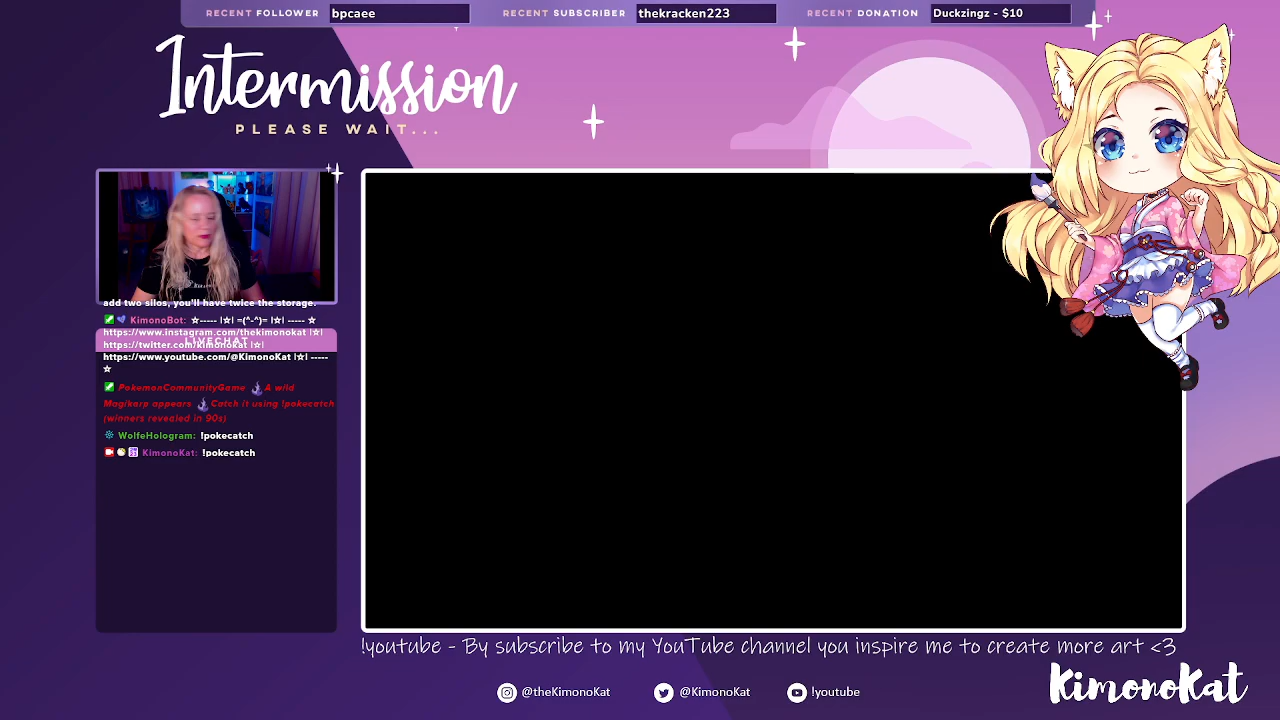 RECENT FOLLOWER bpcaee RECENT SUBSCRIBER thekracken223 RECENT DONATION Duckzingz - $10
Intermission
PLEASE WAIT...
add two silos, you'll have twice the storage.
KimonoBot: ☆----- |☆| =(^-^)= |☆| ----- ☆
https://www.instagram.com/thekimonokat |☆|
LIVECHAT
https://twitter.com/kimonokat |☆|
https://www.youtube.com/@KimonoKat |☆| -----
☆
PokemonCommunityGame A wild
Magikarp appears Catch it using !pokecatch
(winners revealed in 90s)
WolfeHologram: !pokecatch
KimonoKat: !pokecatch
!youtube - By subscribe to my YouTube channel you inspire me to create more art <3
@theKimonoKat @KimonoKat !youtube
KimonoKat